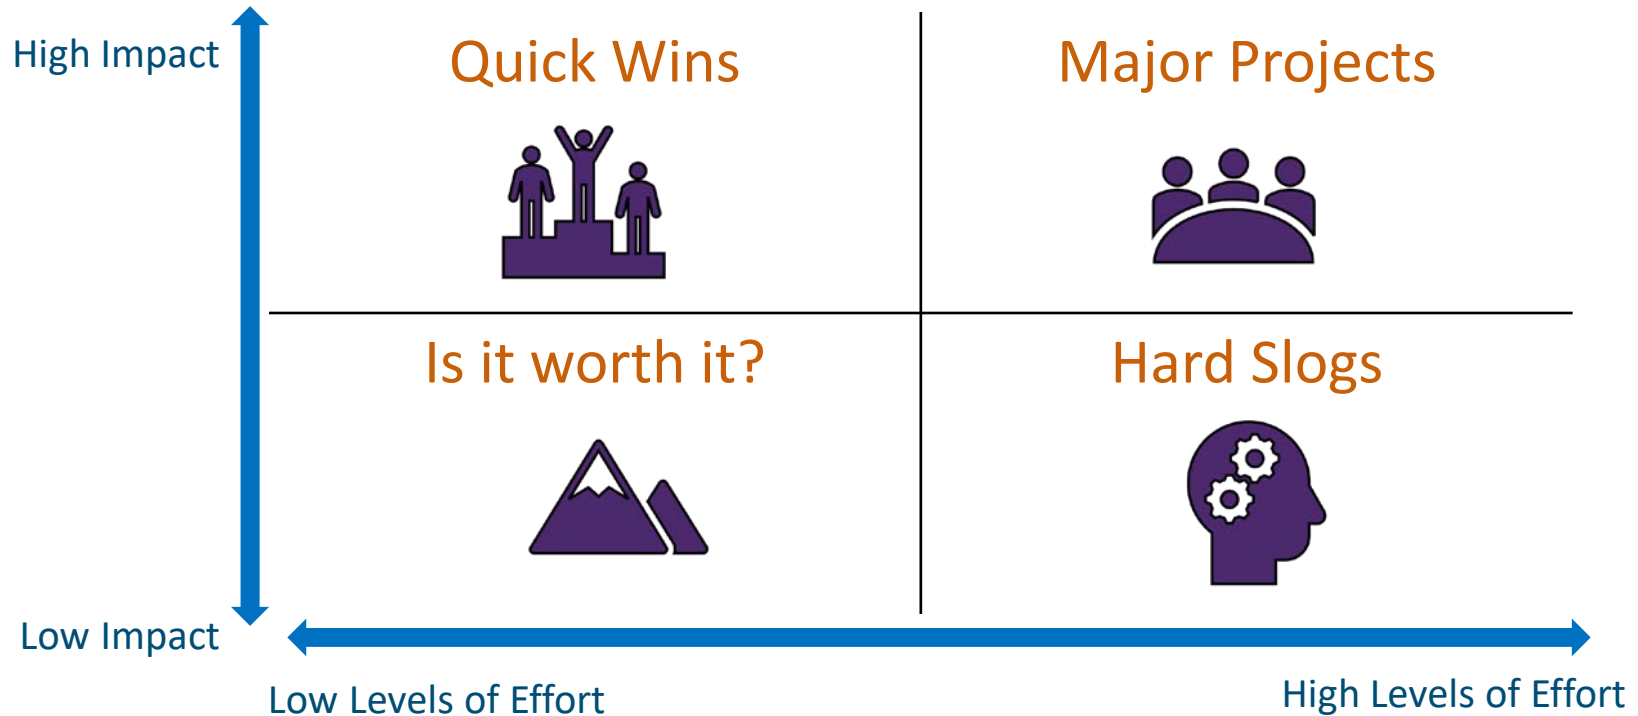 High Impact
Quick Wins
Major Projects
Is it worth it?
Hard Slogs
Low Impact
Low Levels of Effort
High Levels of Effort